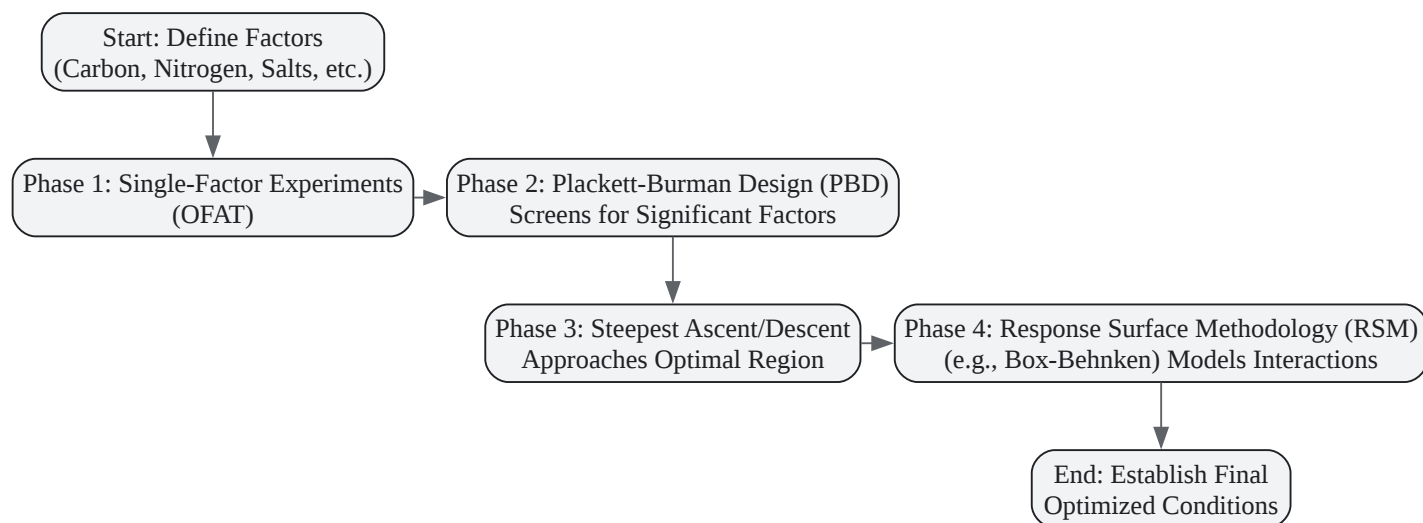 Start: Define Factors
(Carbon, Nitrogen, Salts, etc.)
Phase 1: Single-Factor Experiments
(OFAT)
Phase 2: Plackett-Burman Design (PBD)
Screens for Significant Factors
Phase 3: Steepest Ascent/Descent
Approaches Optimal Region
Phase 4: Response Surface Methodology (RSM)
(e.g., Box-Behnken) Models Interactions
End: Establish Final
Optimized Conditions